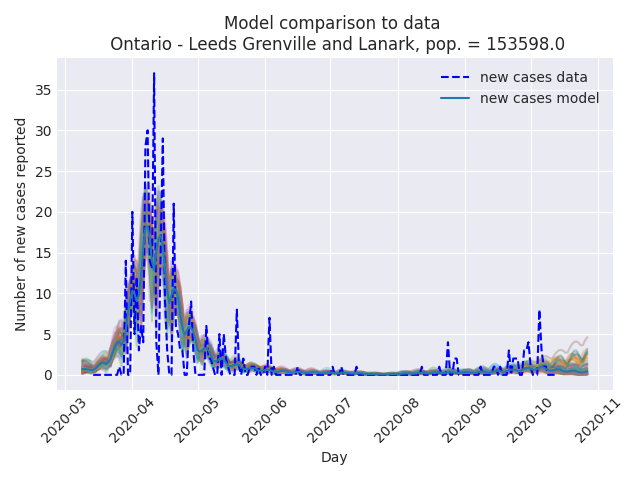 Model comparison to data
Ontario - Leeds Grenville and Lanark, pop. = 153598.0
new cases data
new cases model
Number of new cases reported
35
30
25
20
15
10
5
0
2020-03
2020-04
2020-05
2020-06
2020-07
2020-08
2020-09
2020-10
2020-11
Day